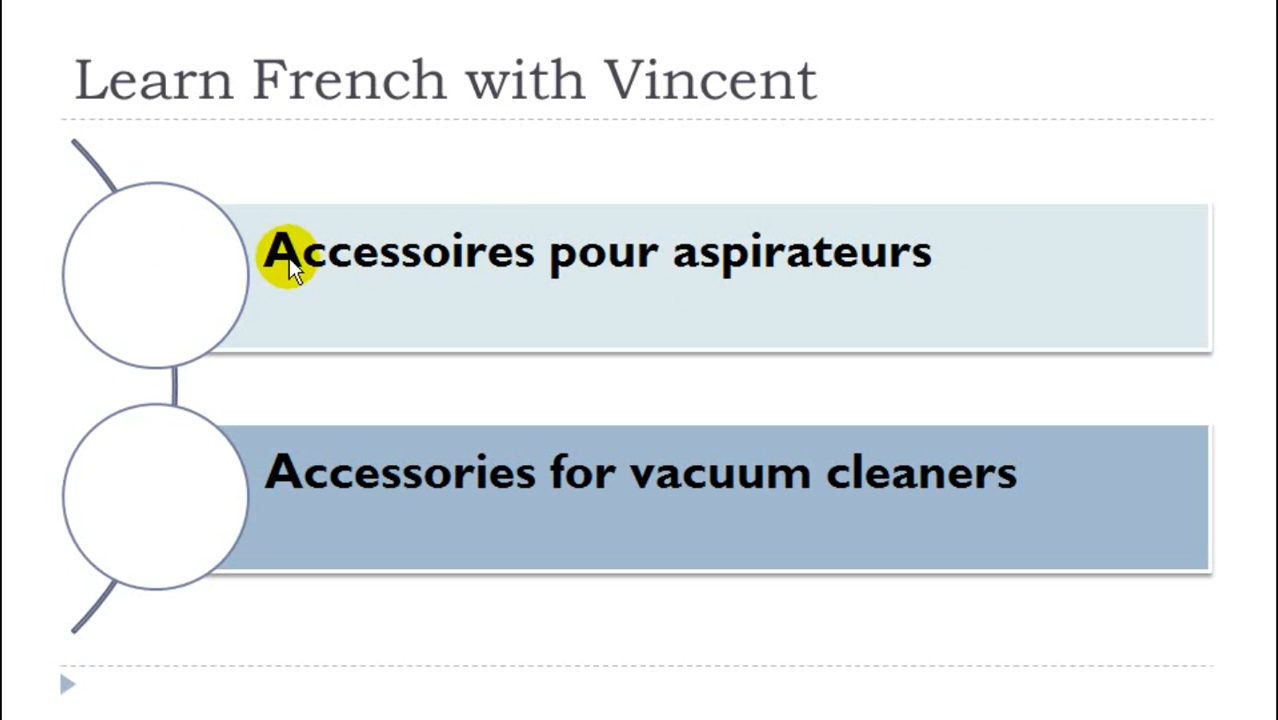 Learn French with Vincent
Accessoires pour aspirateurs
Accessories for vacuum cleaners